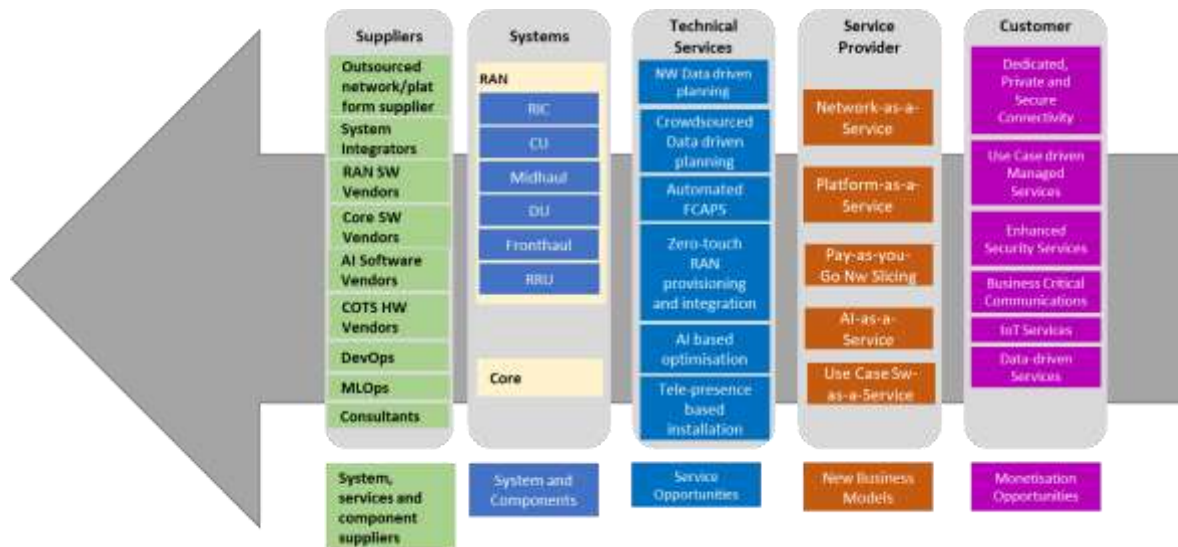 Suppliers
Outsourced
network/plat
form supplier
System
Integrators
RAN SW
Vendors
Core SW
Vendors
AI Software
Vendors
COTS HW
Vendors
DevOps
MLOps
Consultants
System,
services and
component
suppliers
Systems
RAN
RIC
CU
Midhaul
DU
Fronthaul
RRU
Core
System and
Components
Technical
Services
NW Data driven
planning
Crowdsourced
Data driven
planning
Automated
FCAPS
Zero-touch
RAN
provisioning
and integration
AI based
optimisation
Tele-presence
based
installation
Service
Opportunities
Service
Provider
Network-as-a-
Service
Platform-as-a-
Service
Pay-as-you-
Go Nw Slicing
AI-as-a-
Service
Use Case Sw-
as-a-Service
New Business
Models
Customer
Dedicated,
Private and
Secure
Connectivity
Use Case driven
Managed
Services
Enhanced
Security Services
Business Critical
Communications
IoT Services
Data-driven
Services
Monetisation
Opportunities